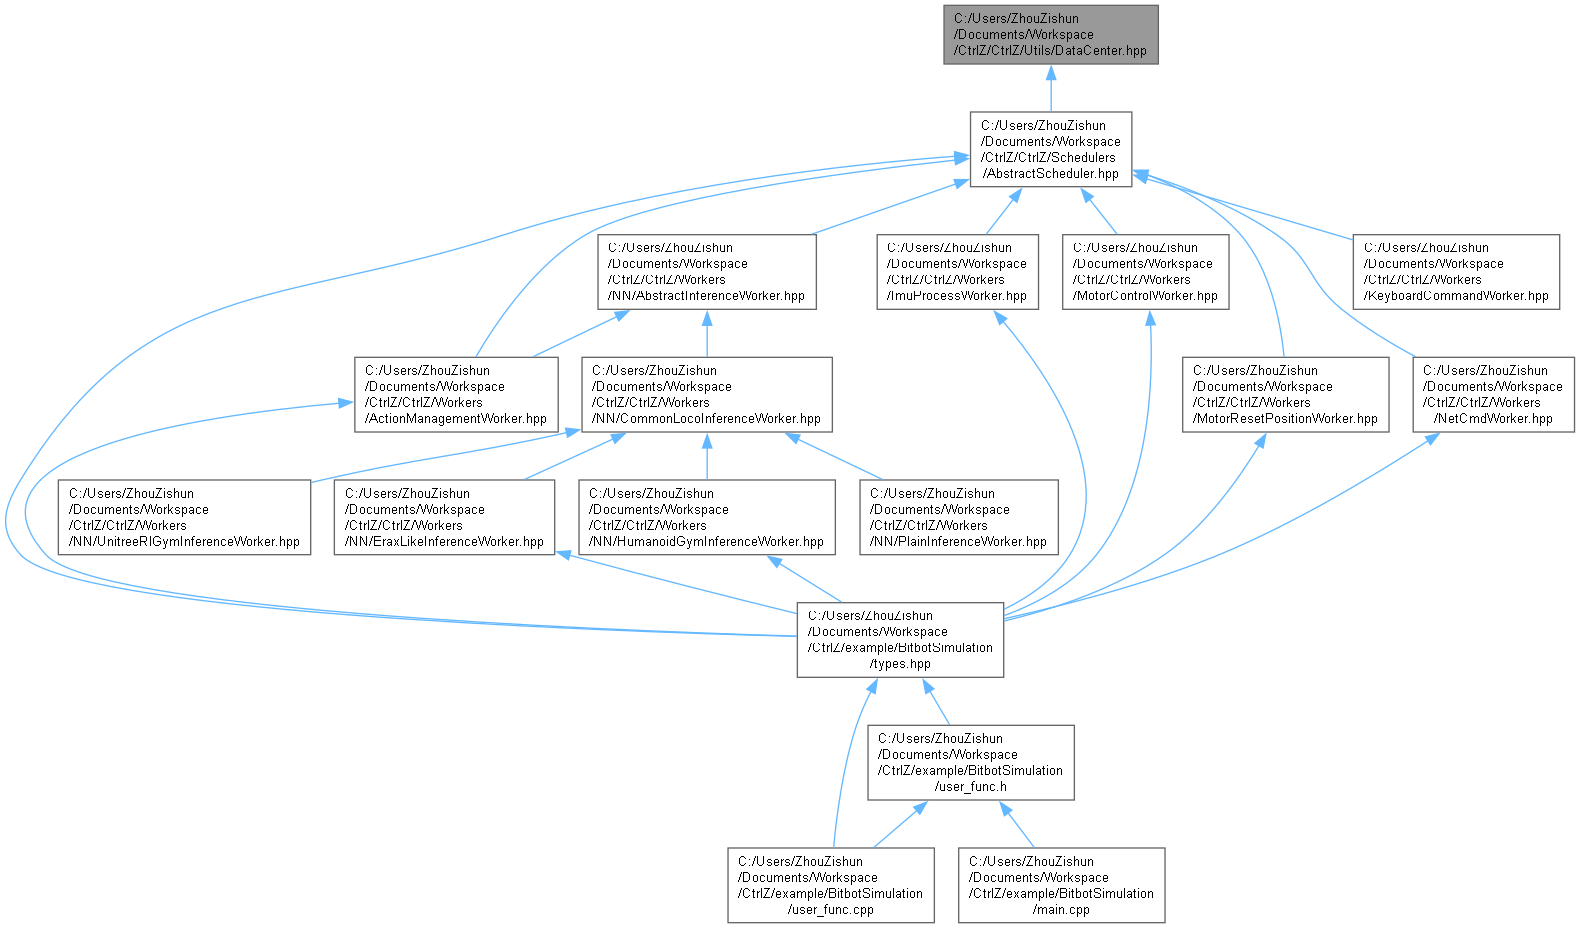 C:/Users/ZhouZishun
/Documents/Workspace
/CtrlZ/CtrlZ/Utils/DataCenter.hpp
C:/Users/ZhouZishun
/Documents/Workspace
/CtrlZ/CtrlZ/Schedulers
/AbstractScheduler.hpp
C:/Users/ZhouZishun
/Documents/Workspace
/CtrlZ/CtrlZ/Workers
/NN/AbstractInferenceWorker.hpp
C:/Users/ZhouZishun
/Documents/Workspace
/CtrlZ/CtrlZ/Workers
/ImuProcessWorker.hpp
C:/Users/ZhouZishun
/Documents/Workspace
/CtrlZ/CtrlZ/Workers
/MotorControlWorker.hpp
C:/Users/ZhouZishun
/Documents/Workspace
/CtrlZ/CtrlZ/Workers
/KeyboardCommandWorker.hpp
C:/Users/ZhouZishun
/Documents/Workspace
/CtrlZ/CtrlZ/Workers
/ActionManagementWorker.hpp
C:/Users/ZhouZishun
/Documents/Workspace
/CtrlZ/CtrlZ/Workers
/NN/CommonLocoInferenceWorker.hpp
C:/Users/ZhouZishun
/Documents/Workspace
/CtrlZ/CtrlZ/Workers
/MotorResetPositionWorker.hpp
C:/Users/ZhouZishun
/Documents/Workspace
/CtrlZ/CtrlZ/Workers
/NetCmdWorker.hpp
C:/Users/ZhouZishun
/Documents/Workspace
/CtrlZ/CtrlZ/Workers
/NN/UnitreeRlGymInferenceWorker.hpp
C:/Users/ZhouZishun
/Documents/Workspace
/CtrlZ/CtrlZ/Workers
/NN/EraxLikeInferenceWorker.hpp
C:/Users/ZhouZishun
/Documents/Workspace
/CtrlZ/CtrlZ/Workers
/NN/HumanoidGymInferenceWorker.hpp
C:/Users/ZhouZishun
/Documents/Workspace
/CtrlZ/CtrlZ/Workers
/NN/PlainInferenceWorker.hpp
C:/Users/ZhouZishun
/Documents/Workspace
/CtrlZ/example/BitbotSimulation
/types.hpp
C:/Users/ZhouZishun
/Documents/Workspace
/CtrlZ/example/BitbotSimulation
/user_func.h
C:/Users/ZhouZishun
/Documents/Workspace
/CtrlZ/example/BitbotSimulation
/user_func.cpp
C:/Users/ZhouZishun
/Documents/Workspace
/CtrlZ/example/BitbotSimulation
/main.cpp